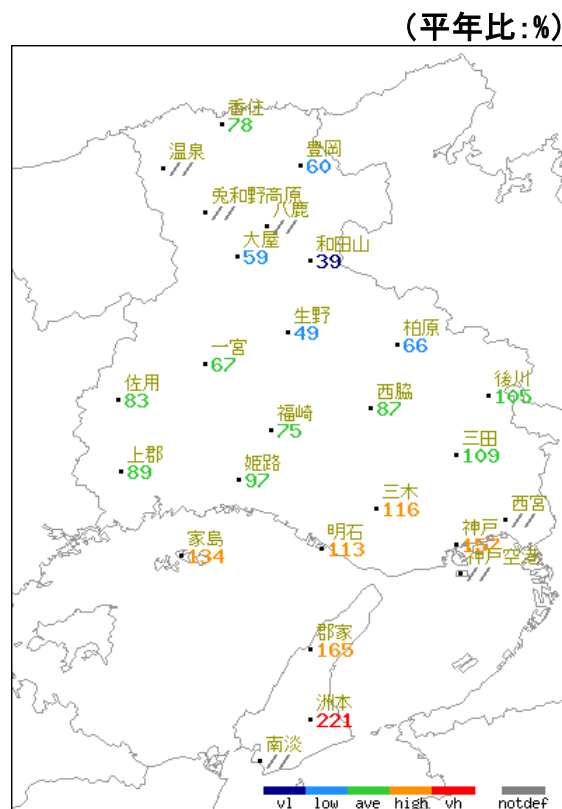 (平年比:%)
香住
78
温泉
//
豊岡
60
兎和野高原
//
八鹿
//
大屋
59
和田山
39
生野
49
柏原
66
一宮
67
佐用
83
後川
105
西脇
87
福崎
75
三田
109
上郡
89
姫路
97
三木
116
西宮
//
明石
113
神戸
157
家島
134
神戸空港
//
郡家
165
洲本
221
南淡
//
vl low ave high vh notdef